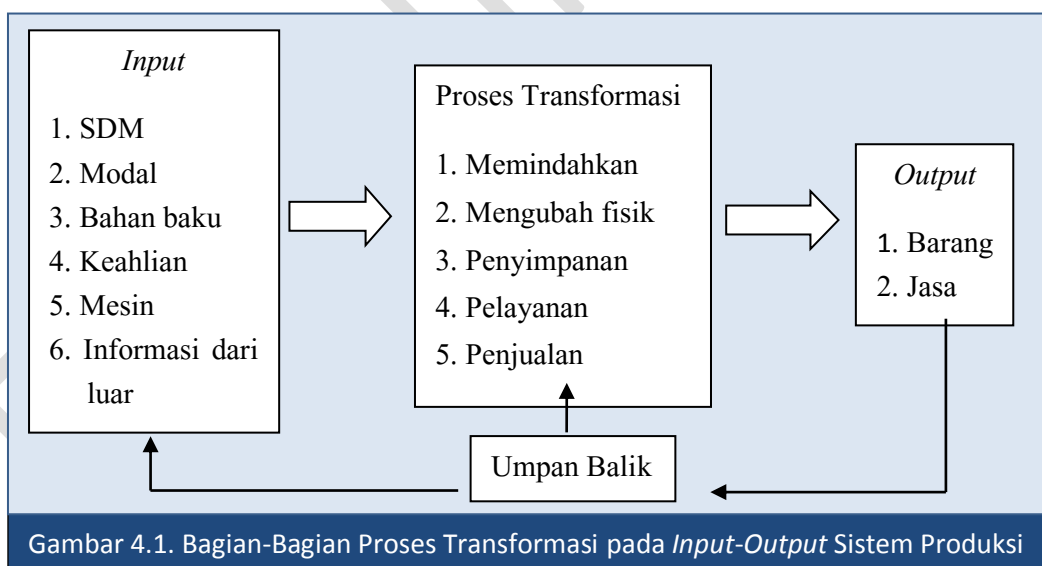 Input
1. SDM
2. Modal
3. Bahan baku
4. Keahlian
5. Mesin
6. Informasi dari
luar
Proses Transformasi
1. Memindahkan
2. Mengubah fisik
3. Penyimpanan
4. Pelayanan
5. Penjualan
Output
1. Barang
2. Jasa
Umpan Balik
Gambar 4.1. Bagian-Bagian Proses Transformasi pada Input-Output Sistem Produksi